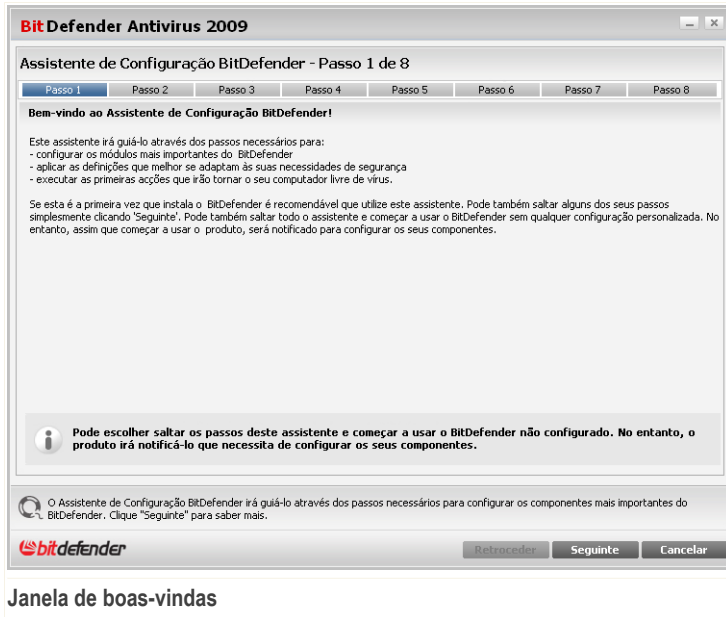 BitDefender Antivirus 2009
Assistente de Configuração BitDefender - Passo 1 de 8
Passo 1 Passo 2 Passo 3 Passo 4 Passo 5 Passo 6 Passo 7 Passo 8
Bem-vindo ao Assistente de Configuração BitDefender!
Este assistente irá guiá-lo através dos passos necessários para:
- configurar os módulos mais importantes do BitDefender
- aplicar as definições que melhor se adaptam às suas necessidades de segurança
- executar as primeiras acções que irão tornar o seu computador livre de vírus.
Se esta é a primeira vez que instala o BitDefender é recomendável que utilize este assistente. Pode também saltar alguns dos seus passos
simplesmente clicando 'Seguinte'. Pode também saltar todo o assistente e começar a usar o BitDefender sem qualquer configuração personalizada. No
entanto, assim que começar a usar o produto, será notificado para configurar os seus componentes.
Pode escolher saltar os passos deste assistente e começar a usar o BitDefender não configurado. No entanto, o
produto irá notificá-lo que necessita de configurar os seus componentes.
O Assistente de Configuração BitDefender irá guiá-lo através dos passos necessários para configurar os componentes mais importantes do
BitDefender. Clique "Seguinte" para saber mais.
bitdefender
Retroceder Seguinte Cancelar
Janela de boas-vindas